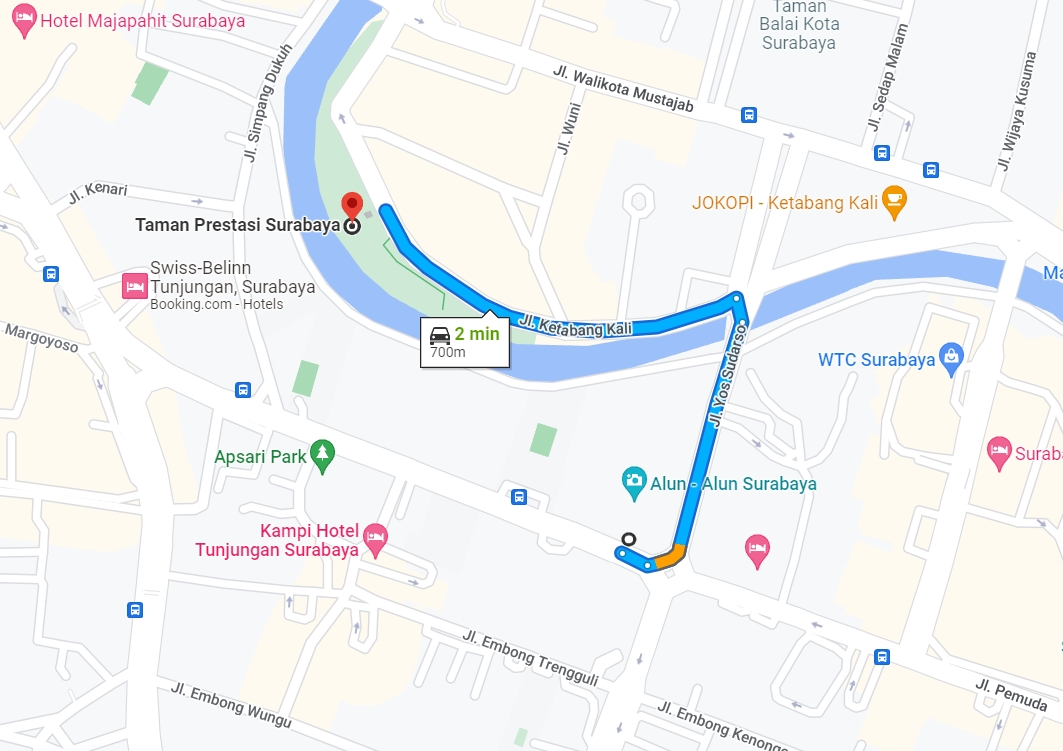 Hotel Majapahit Surabaya
Taman
Balai Kota
Surabaya
Jl. Simpang Dukuh
Jl. Walikota Mustajab
Jl. Sedap Malam
Jl. Wijaya Kusuma
Jl. Wuni
Jl. Kenari
JOKOPI - Ketabang Kali
Taman Prestasi Surabaya
Swiss-Belinn
Tunjungan, Surabaya
Booking.com - Hotels
Ma
Jl. Ketabang Kali
2 min
700m
Margoyoso
Jl. Yos Sudarso
WTC Surabaya
Apsari Park
Surab
Alun - Alun Surabaya
Kampi Hotel
Tunjungan Surabaya
Jl. Embong Trengguli
Jl. Embong Wungu
Jl. Pemuda
Jl. Embong Kenongo